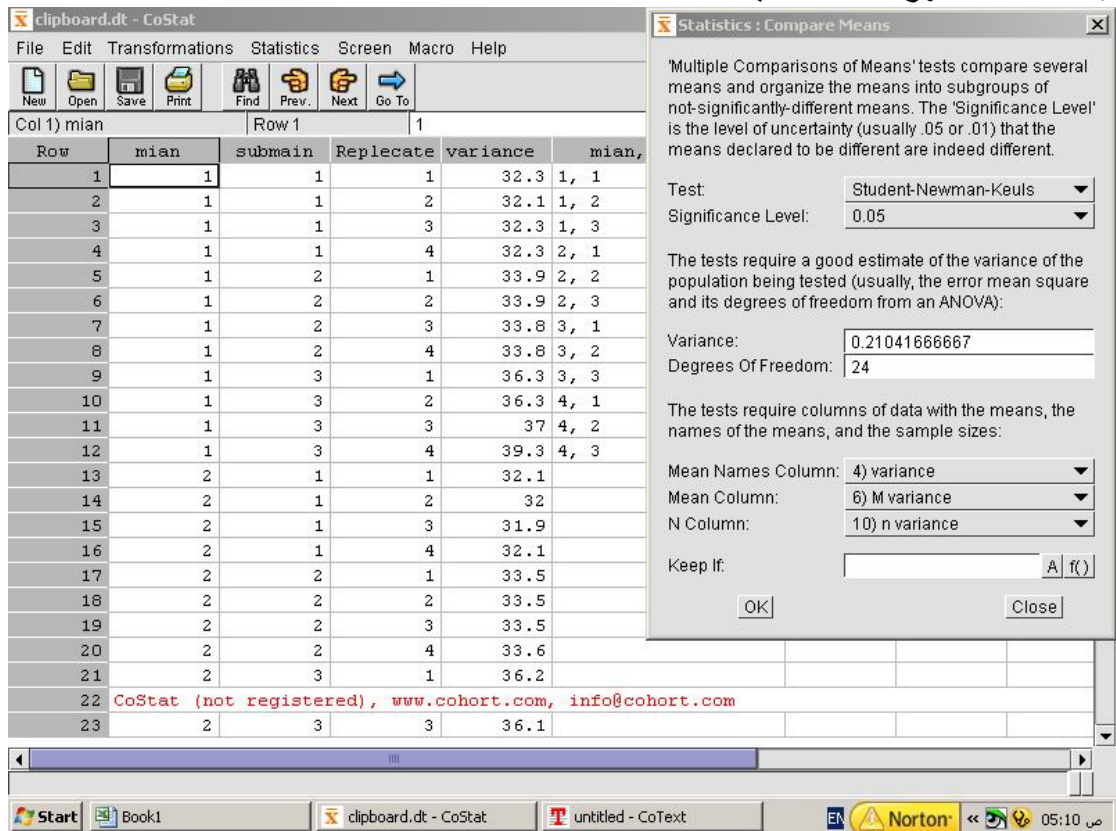 clipboard.dt - CoStat
File Edit Transformations Statistics Screen Macro Help
New Open Save Print Find Prev. Next Go To
Col 1) mian Row 1 1
Row mian submain Replecate variance mian,
1 1 1 1 32.3 1, 1
2 1 1 2 32.1 1, 2
3 1 1 3 32.3 1, 3
4 1 1 4 32.3 2, 1
5 1 2 1 33.9 2, 2
6 1 2 2 33.9 2, 3
7 1 2 3 33.8 3, 1
8 1 2 4 33.8 3, 2
9 1 3 1 36.3 3, 3
10 1 3 2 36.3 4, 1
11 1 3 3 37 4, 2
12 1 3 4 39.3 4, 3
13 2 1 1 32.1
14 2 1 2 32
15 2 1 3 31.9
16 2 1 4 32.1
17 2 2 1 33.5
18 2 2 2 33.5
19 2 2 3 33.5
20 2 2 4 33.6
21 2 3 1 36.2
22 CoStat (not registered), www.cohort.com, info@cohort.com
23 2 3 3 36.1
Statistics : Compare Means
'Multiple Comparisons of Means' tests compare several
means and organize the means into subgroups of
not-significantly-different means. The 'Significance Level'
is the level of uncertainty (usually .05 or .01) that the
means declared to be different are indeed different.
Test: Student-Newman-Keuls
Significance Level: 0.05
The tests require a good estimate of the variance of the
population being tested (usually, the error mean square
and its degrees of freedom from an ANOVA):
Variance: 0.21041666667
Degrees Of Freedom: 24
The tests require columns of data with the means, the
names of the means, and the sample sizes:
Mean Names Column: 4) variance
Mean Column: 6) M variance
N Column: 10) n variance
Keep If: A f()
OK Close
Start Book1 clipboard.dt - CoStat untitled - CoText EN Norton 05:10 ص